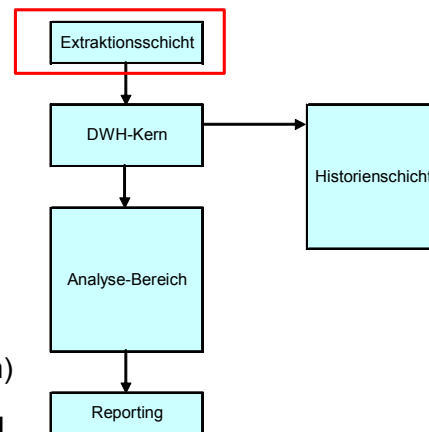 Extraktionsschicht
DWH-Kern
Historienschicht
Analyse-Bereich
)
Reporting